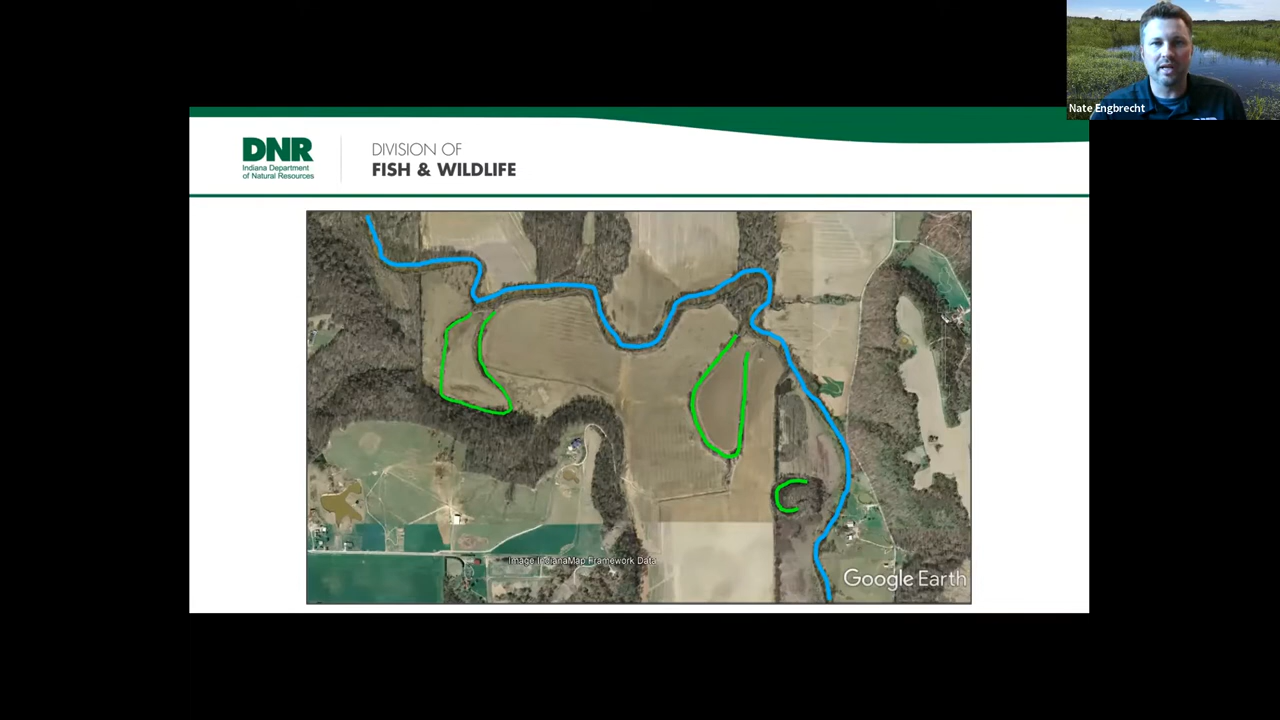 Nate Engbrecht
DNR
Indiana Department
of Natural Resources
DIVISION OF
FISH & WILDLIFE
Image IndianaMap Framework Data
Google Earth